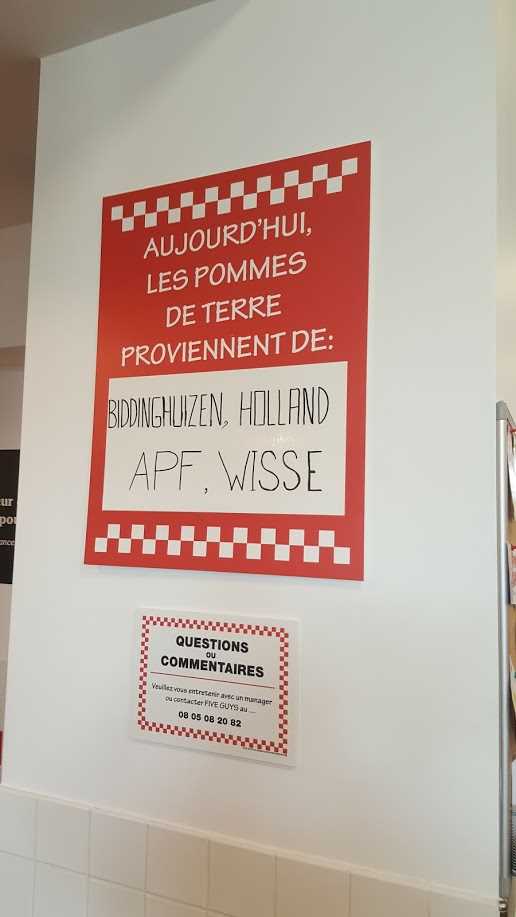 AUJOURD'HUI,
LES POMMES
DE TERRE
PROVIENNENT DE:
BIDDINGHUIZEN, HOLLAND
APF, WISSE
QUESTIONS
OU
COMMENTAIRES
Veuillez vous entretenir avec un manager
ou contacter FIVE GUYS au ...
08 05 08 20 82